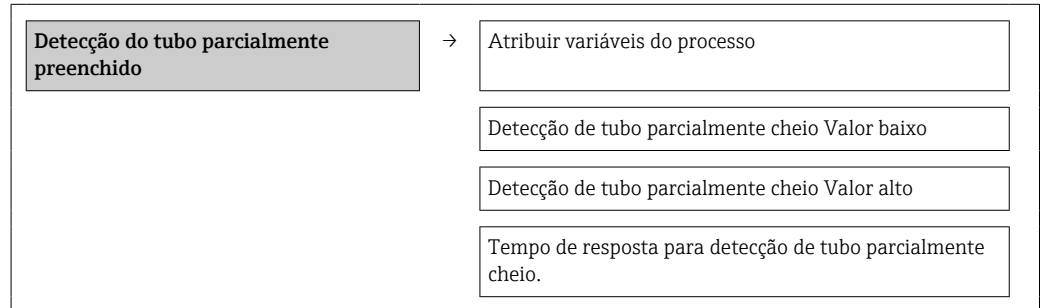 Detecção do tubo parcialmente
preenchido
→
Atribuir variáveis do processo
Detecção de tubo parcialmente cheio Valor baixo
Detecção de tubo parcialmente cheio Valor alto
Tempo de resposta para detecção de tubo parcialmente
cheio.